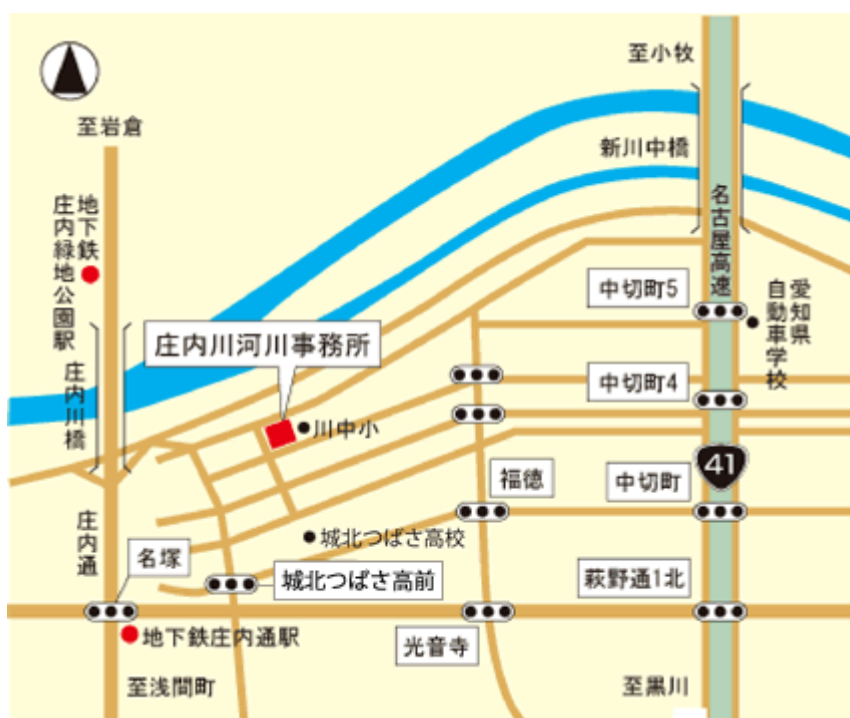 至小牧
至岩倉
新川中橋
名古屋高速
地下鉄
庄内緑地公園駅
中切町5
愛知県
自動車学校
庄内川河川事務所
庄内川橋
中切町4
川中小
41
福徳
中切町
庄内通
城北つばさ高校
名塚
城北つばさ高前
萩野通1北
地下鉄庄内通駅
光音寺
至浅間町
至黒川